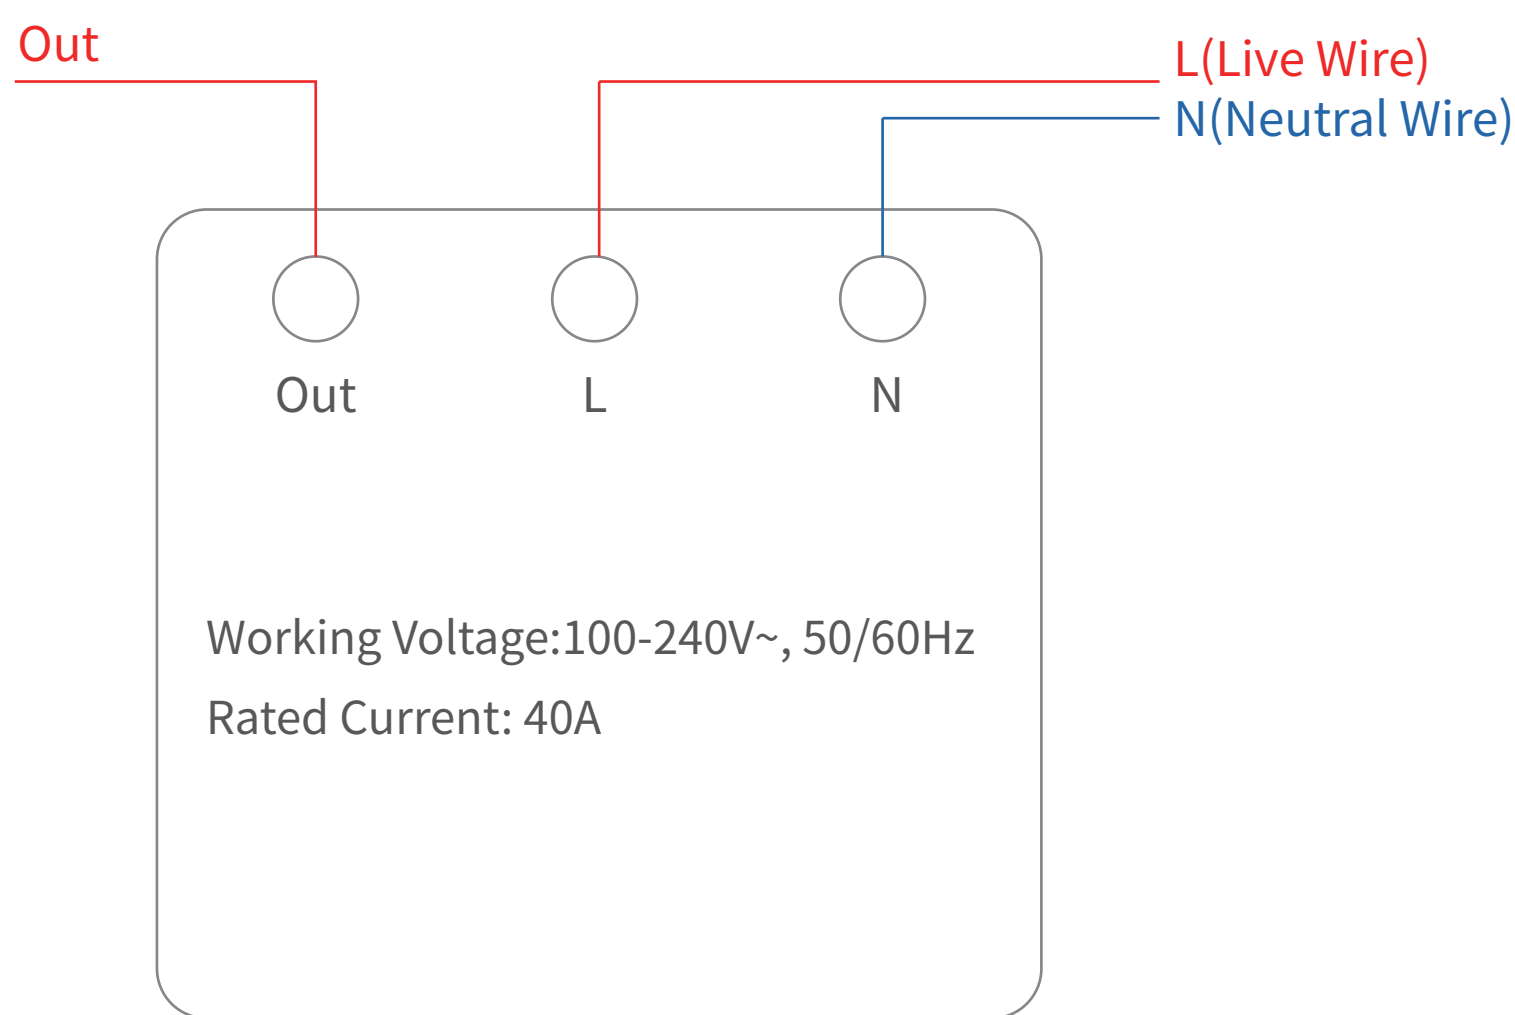 Out
L(Live Wire)
N(Neutral Wire)
Out
L
N
Working Voltage:100-240V~, 50/60Hz
Rated Current: 40A